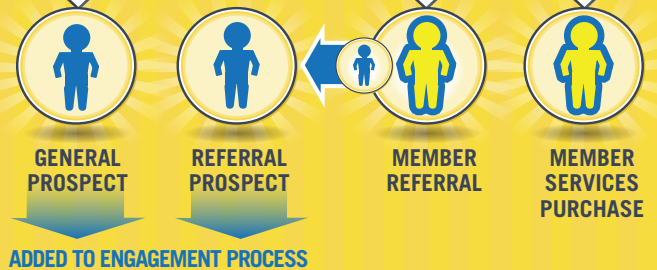 GENERAL
PROSPECT
REFERRAL
PROSPECT
MEMBER
REFERRAL
MEMBER
SERVICES
PURCHASE
ADDED TO ENGAGEMENT PROCESS